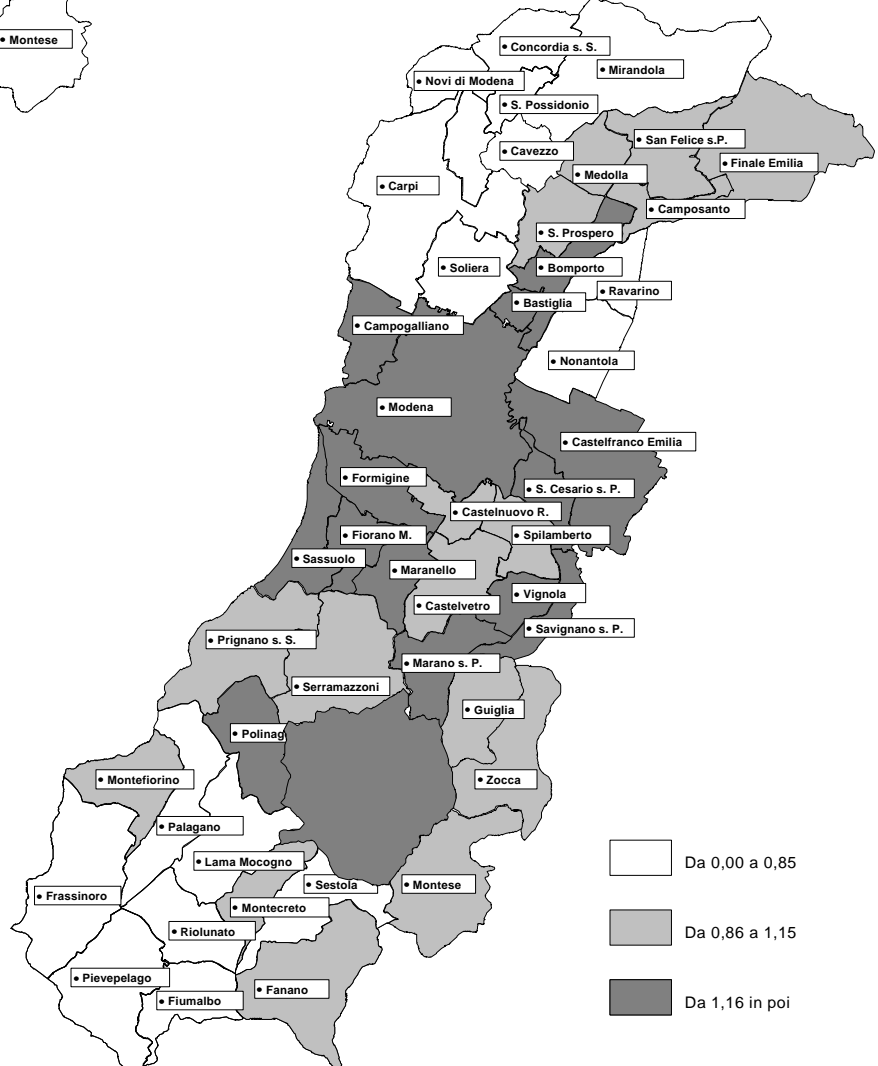 Montese
Concordia s. S.
Mirandola
Novi di Modena
S. Possidonio
San Felice s.P.
Cavezzo
Finale Emilia
Medolla
Carpi
Camposanto
S. Prospero
Soliera
Bomporto
Ravarino
Bastiglia
Campogalliano
Nonantola
Modena
Castelfranco Emilia
Formigine
S. Cesario s. P.
Castelnuovo R.
Fiorano M.
Spilamberto
Sassuolo
Maranello
Vignola
Castelvetro
Savignano s. P.
Prignano s. S.
Marano s. P.
Serramazzoni
Guiglia
Polinag
Montefiorino
Zocca
Palagano
Lama Mocogno
Da 0,00 a 0,85
Sestola
Montese
Frassinoro
Montecreto
Riolunato
Da 0,86 a 1,15
Pievepelago
Fanano
Fiumalbo
Da 1,16 in poi